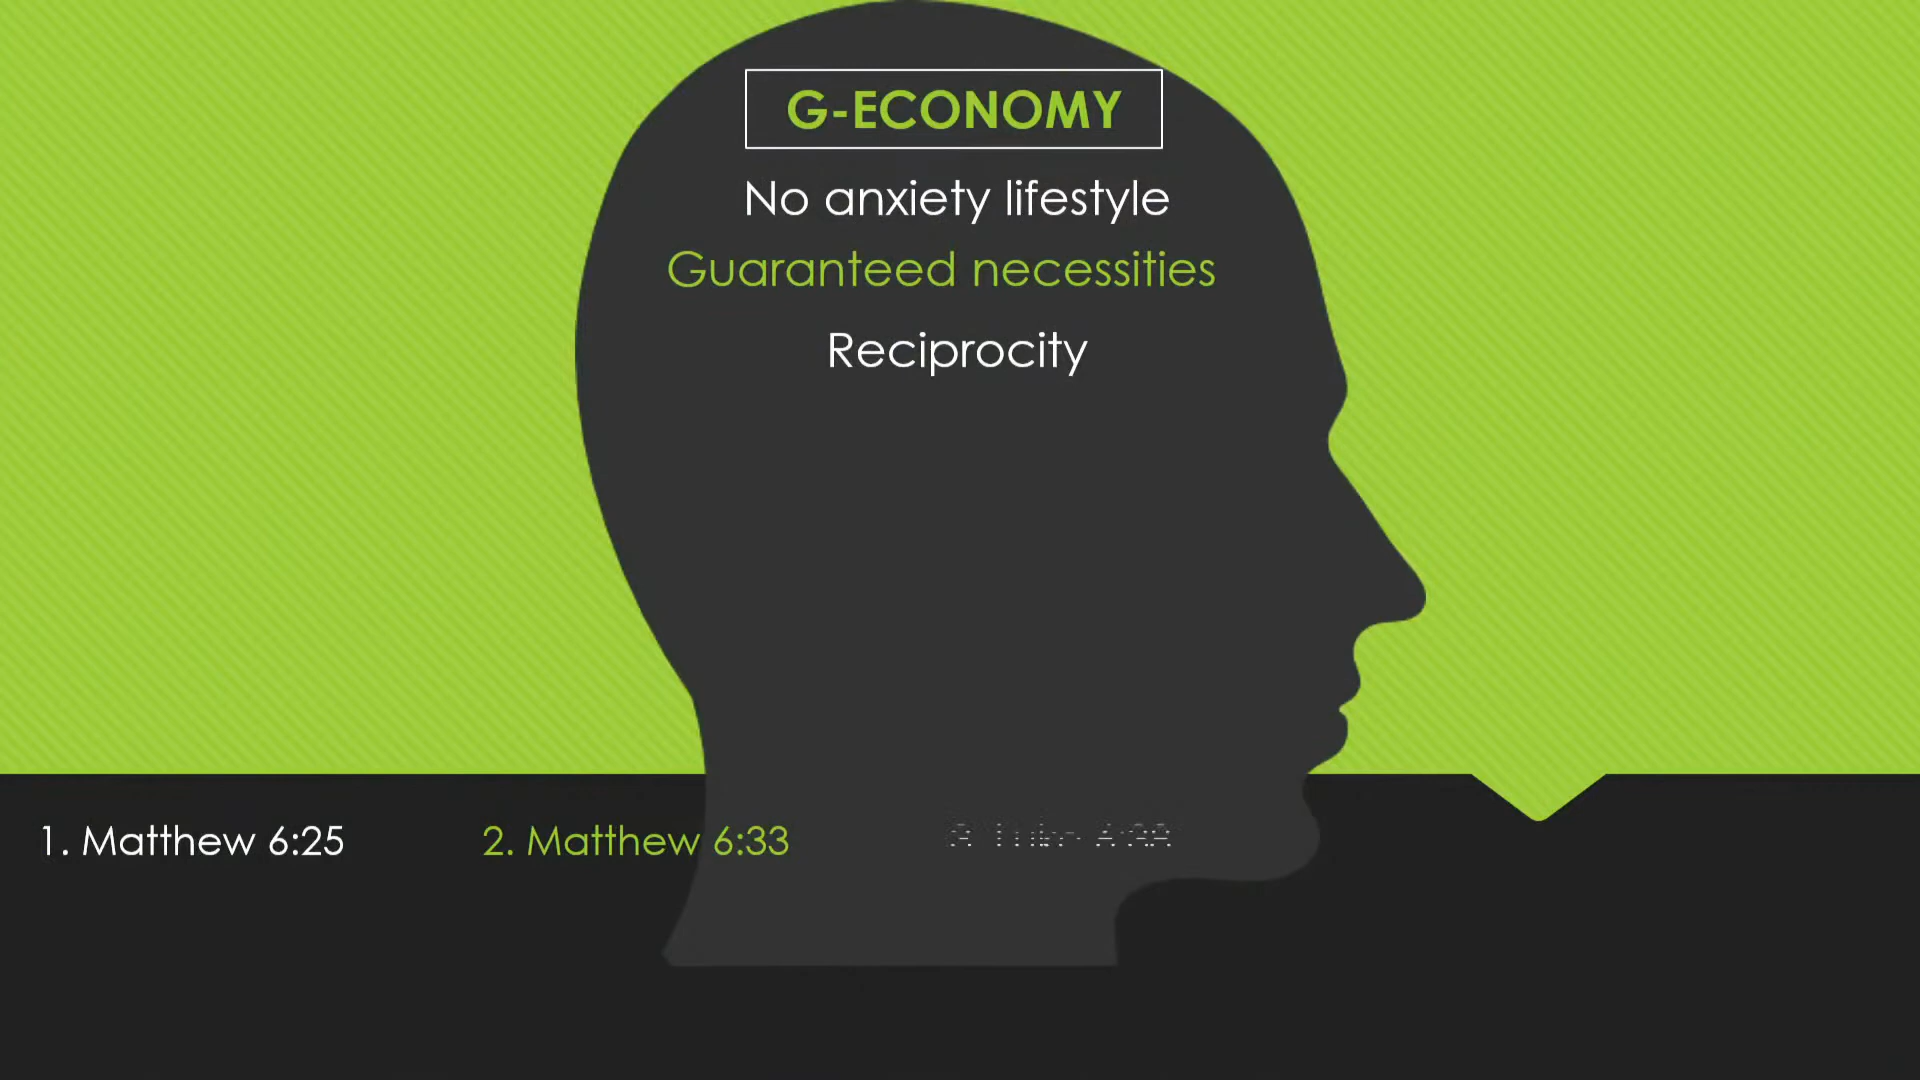 G-ECONOMY
No anxiety lifestyle
Guaranteed necessities
Reciprocity
1. Matthew 6:25
2. Matthew 6:33